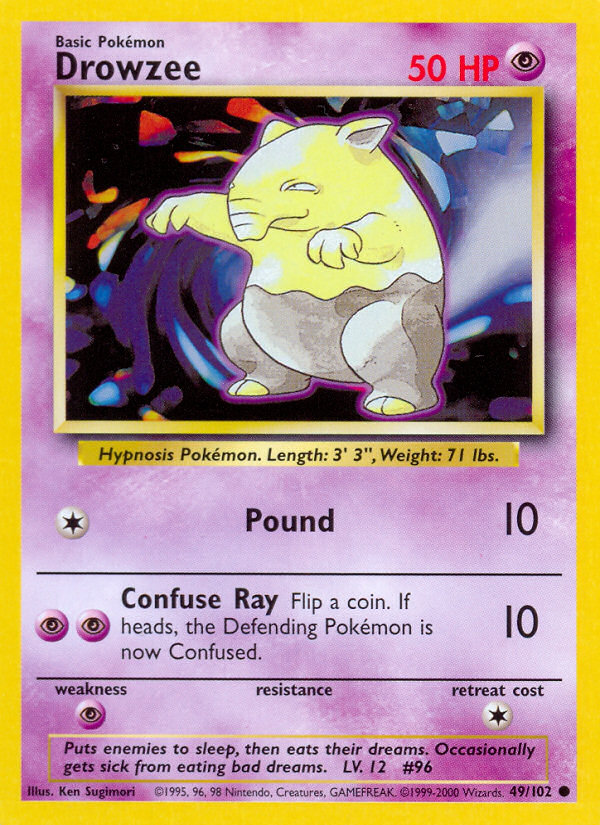 Basic Pokémon
Drowzee 50 HP
Hypnosis Pokémon. Length: 3' 3", Weight: 71 lbs.
Pound 10
Confuse Ray Flip a coin. If
heads, the Defending Pokémon is
now Confused.
10
weakness resistance retreat cost
Puts enemies to sleep, then eats their dreams. Occasionally
gets sick from eating bad dreams. LV. 12 #96
Illus. Ken Sugimori ©1995, 96, 98 Nintendo, Creatures, GAMEFREAK. ©1999-2000 Wizards. 49/102